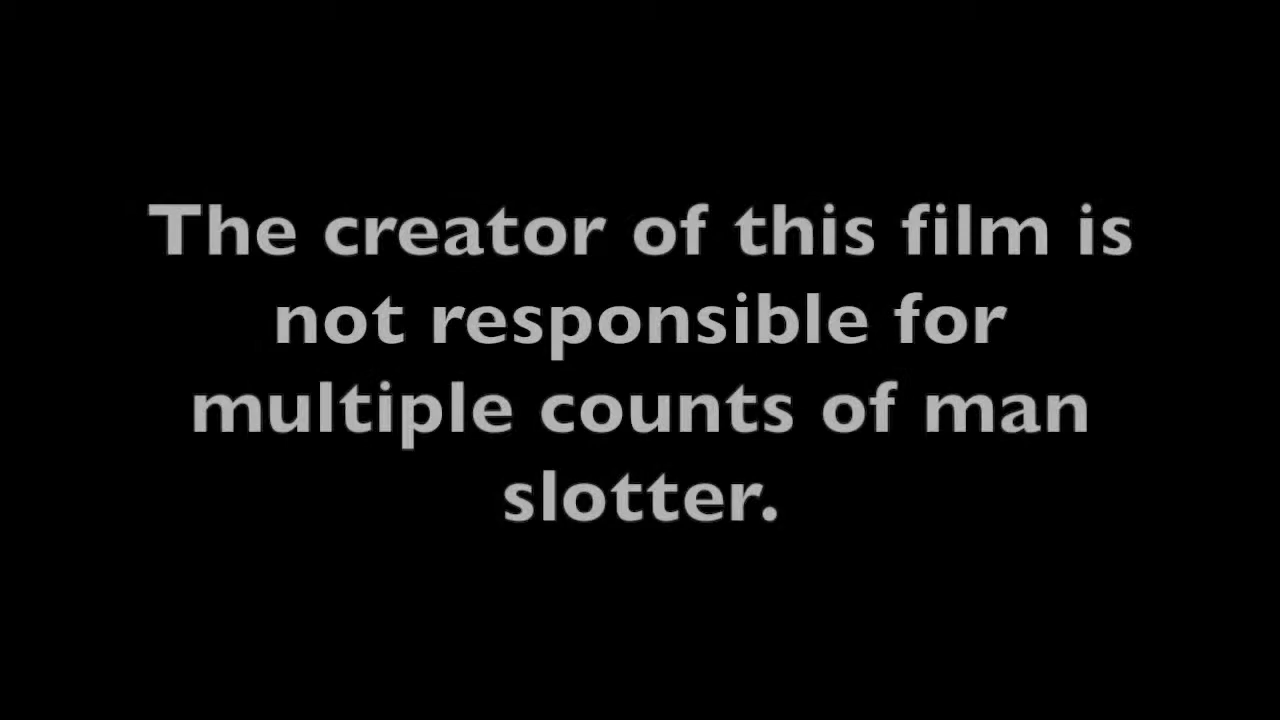 The creator of this film is
not responsible for
multiple counts of man
slotter.